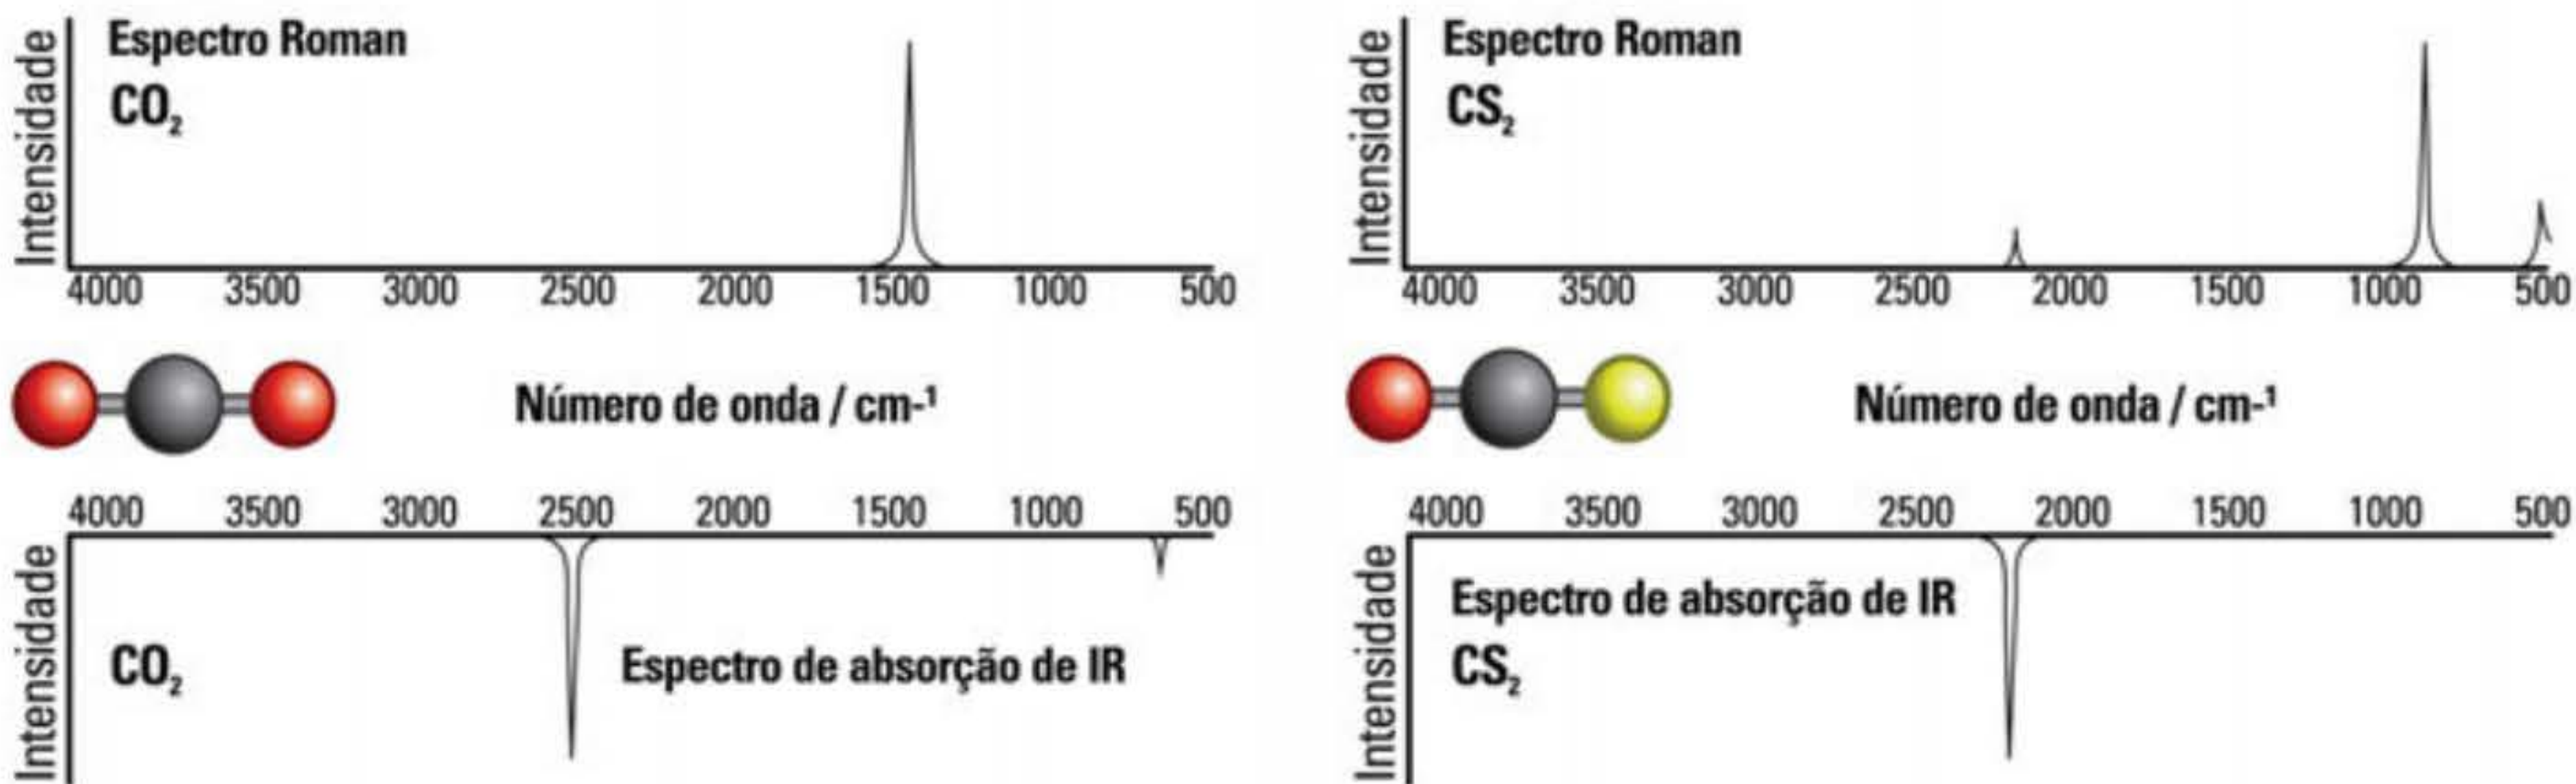 Espectro Roman
CO₂
Intensidade
4000 3500 3000 2500 2000 1500 1000 500
Número de onda / cm-¹
4000 3500 3000 2500 2000 1500 1000 500
Intensidade
CO₂
Espectro de absorção de IR
Espectro Roman
CS₂
Intensidade
4000 3500 3000 2500 2000 1500 1000 500
Número de onda / cm-¹
4000 3500 3000 2500 2000 1500 1000 500
Intensidade
Espectro de absorção de IR
CS₂